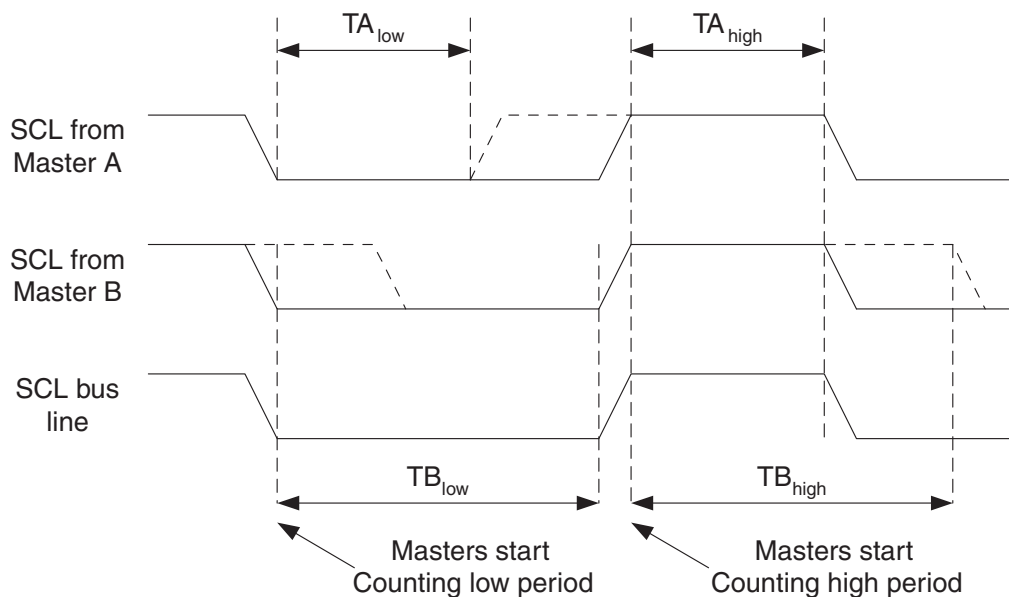 TA low
TA high
SCL from
Master A
SCL from
Master B
SCL bus
line
TB low
TB high
Masters start
Counting low period
Masters start
Counting high period